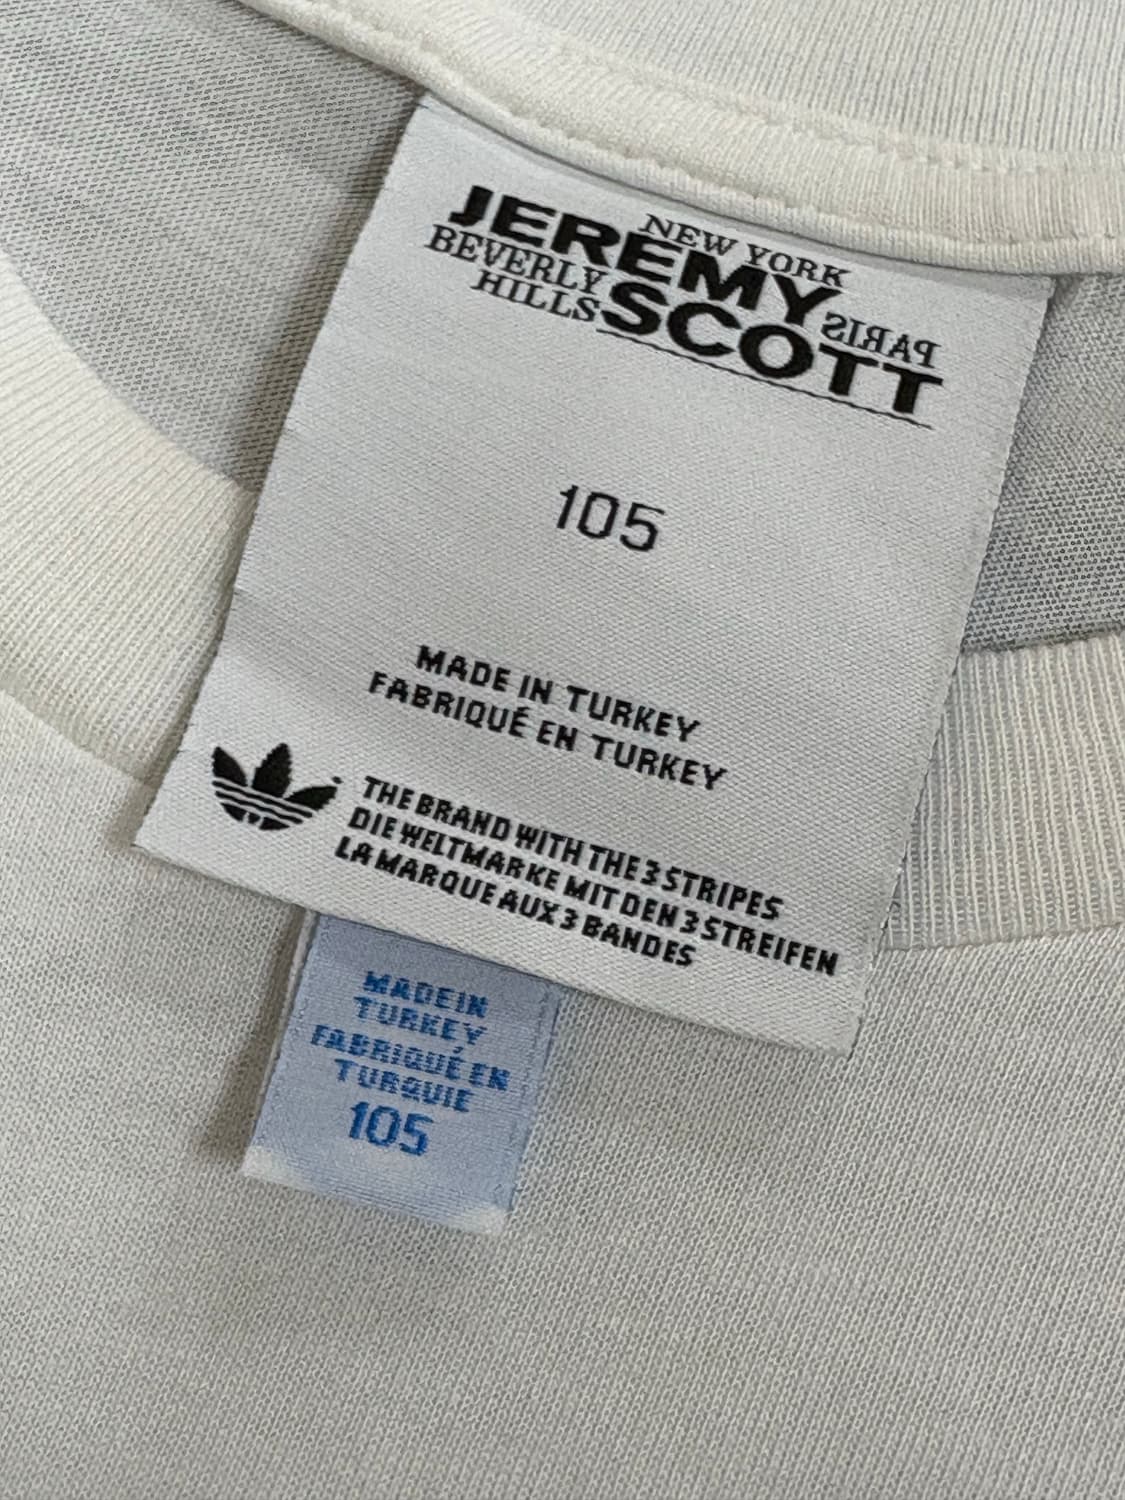 NEW YORK
JEREMY
BEVERLY
HILLS
SCOTT
PARIS
105
MADE IN TURKEY
FABRIQUÉ EN TURKEY
THE BRAND WITH THE 3 STRIPES
DIE WELTMARKE MIT DEN 3 STREIFEN
LA MARQUE AUX 3 BANDES
MADE IN
TURKEY
FABRIQUÉ EN
TURQUIE
105